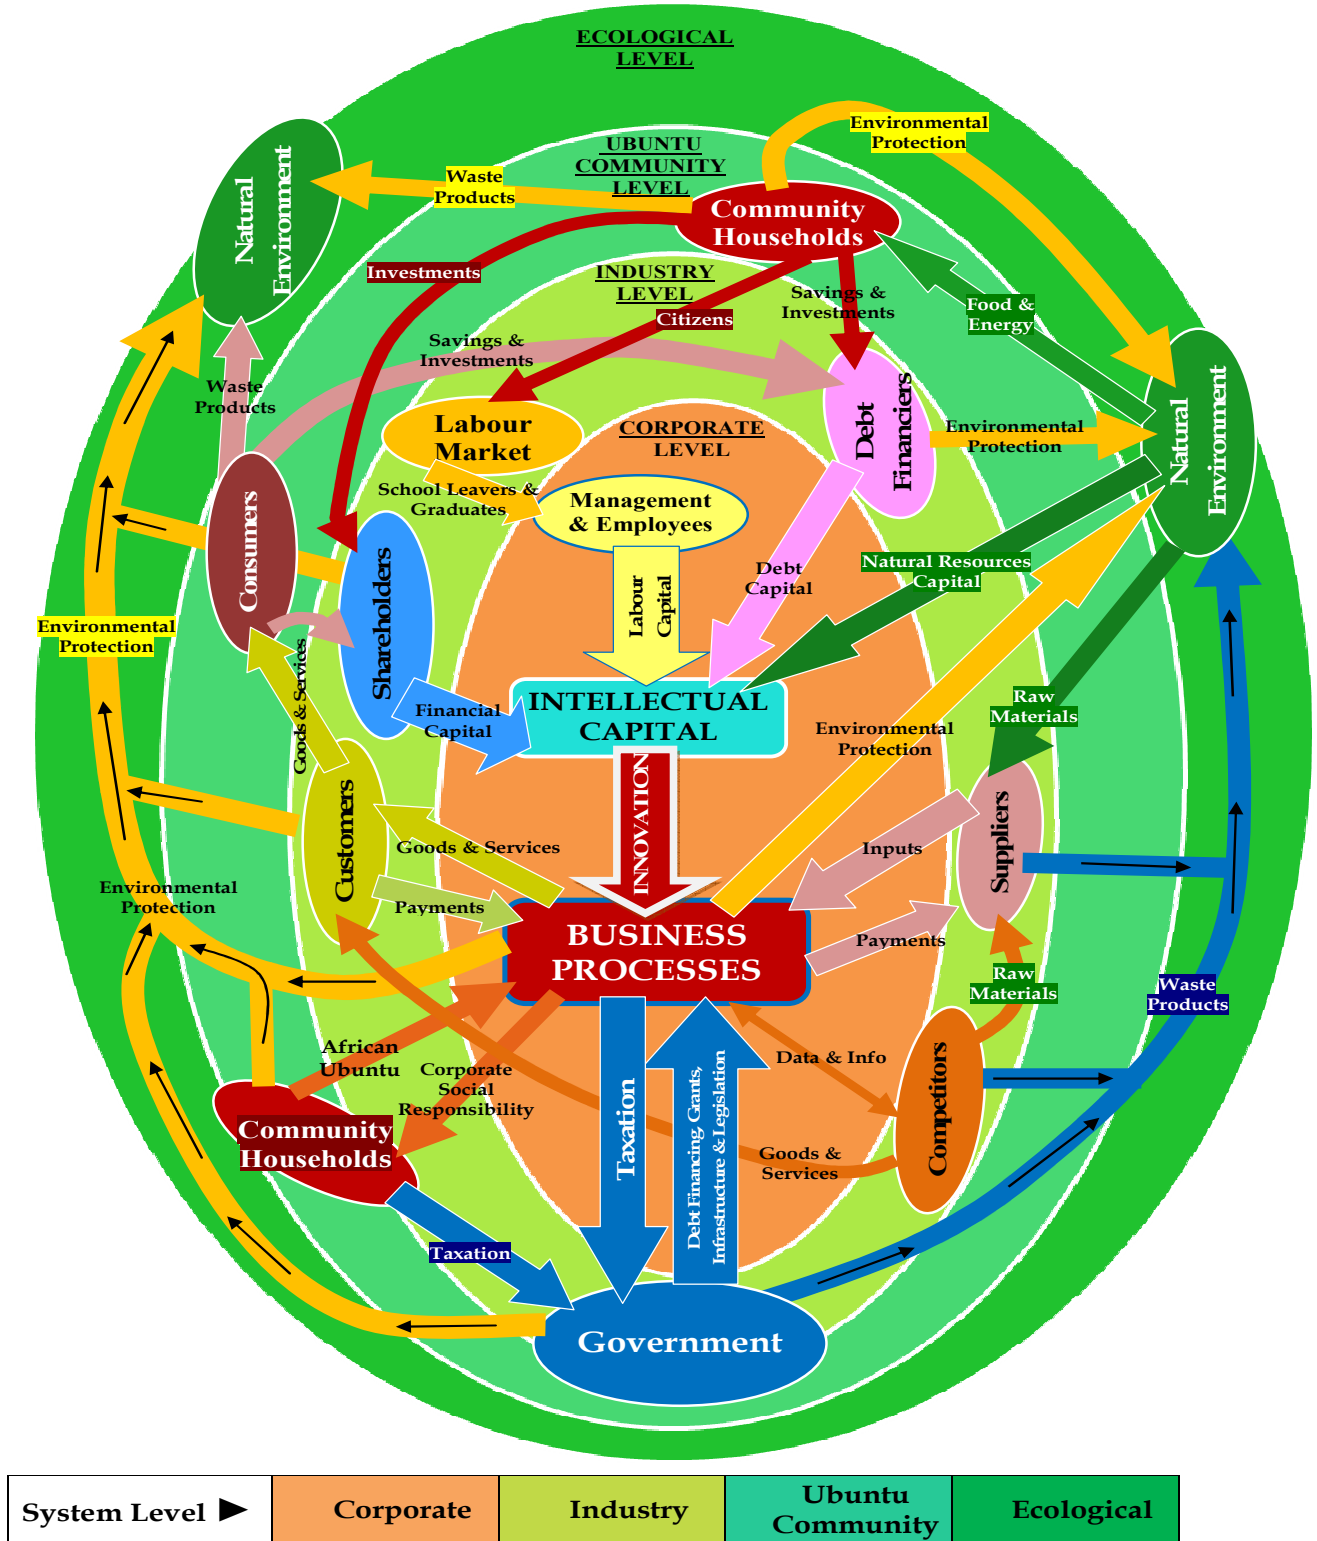 ECOLOGICAL
LEVEL
UBUNTU
COMMUNITY
LEVEL
Environmental
Protection
Waste
Products
Natural
Environment
Community
Households
Investments
INDUSTRY
LEVEL
Citizens
Savings &
Investments
Food &
Energy
Savings &
Investments
Waste
Products
Labour
Market
CORPORATE
LEVEL
Debt
Financiers
Environmental
Protection
Natural
Environment
School Leavers &
Graduates
Management
& Employees
Consumers
Shareholders
Labour
Capital
Debt
Capital
Natural Resources
Capital
Environmental
Protection
Goods & Services
Financial
Capital
INTELLECTUAL
CAPITAL
Raw
Materials
Environmental
Protection
INNOVATION
Customers
Goods & Services
Inputs
Suppliers
Environmental
Protection
Payments
BUSINESS
PROCESSES
Payments
Raw
Materials
Waste
Products
African
Ubuntu
Corporate
Social
Responsibility
Data & Info
Competitors
Community
Households
Taxation
Debt Financing, Grants,
Infrastructure & Legislation
Goods &
Services
Taxation
Government
System Level
Corporate
Industry
Ubuntu
Community
Ecological